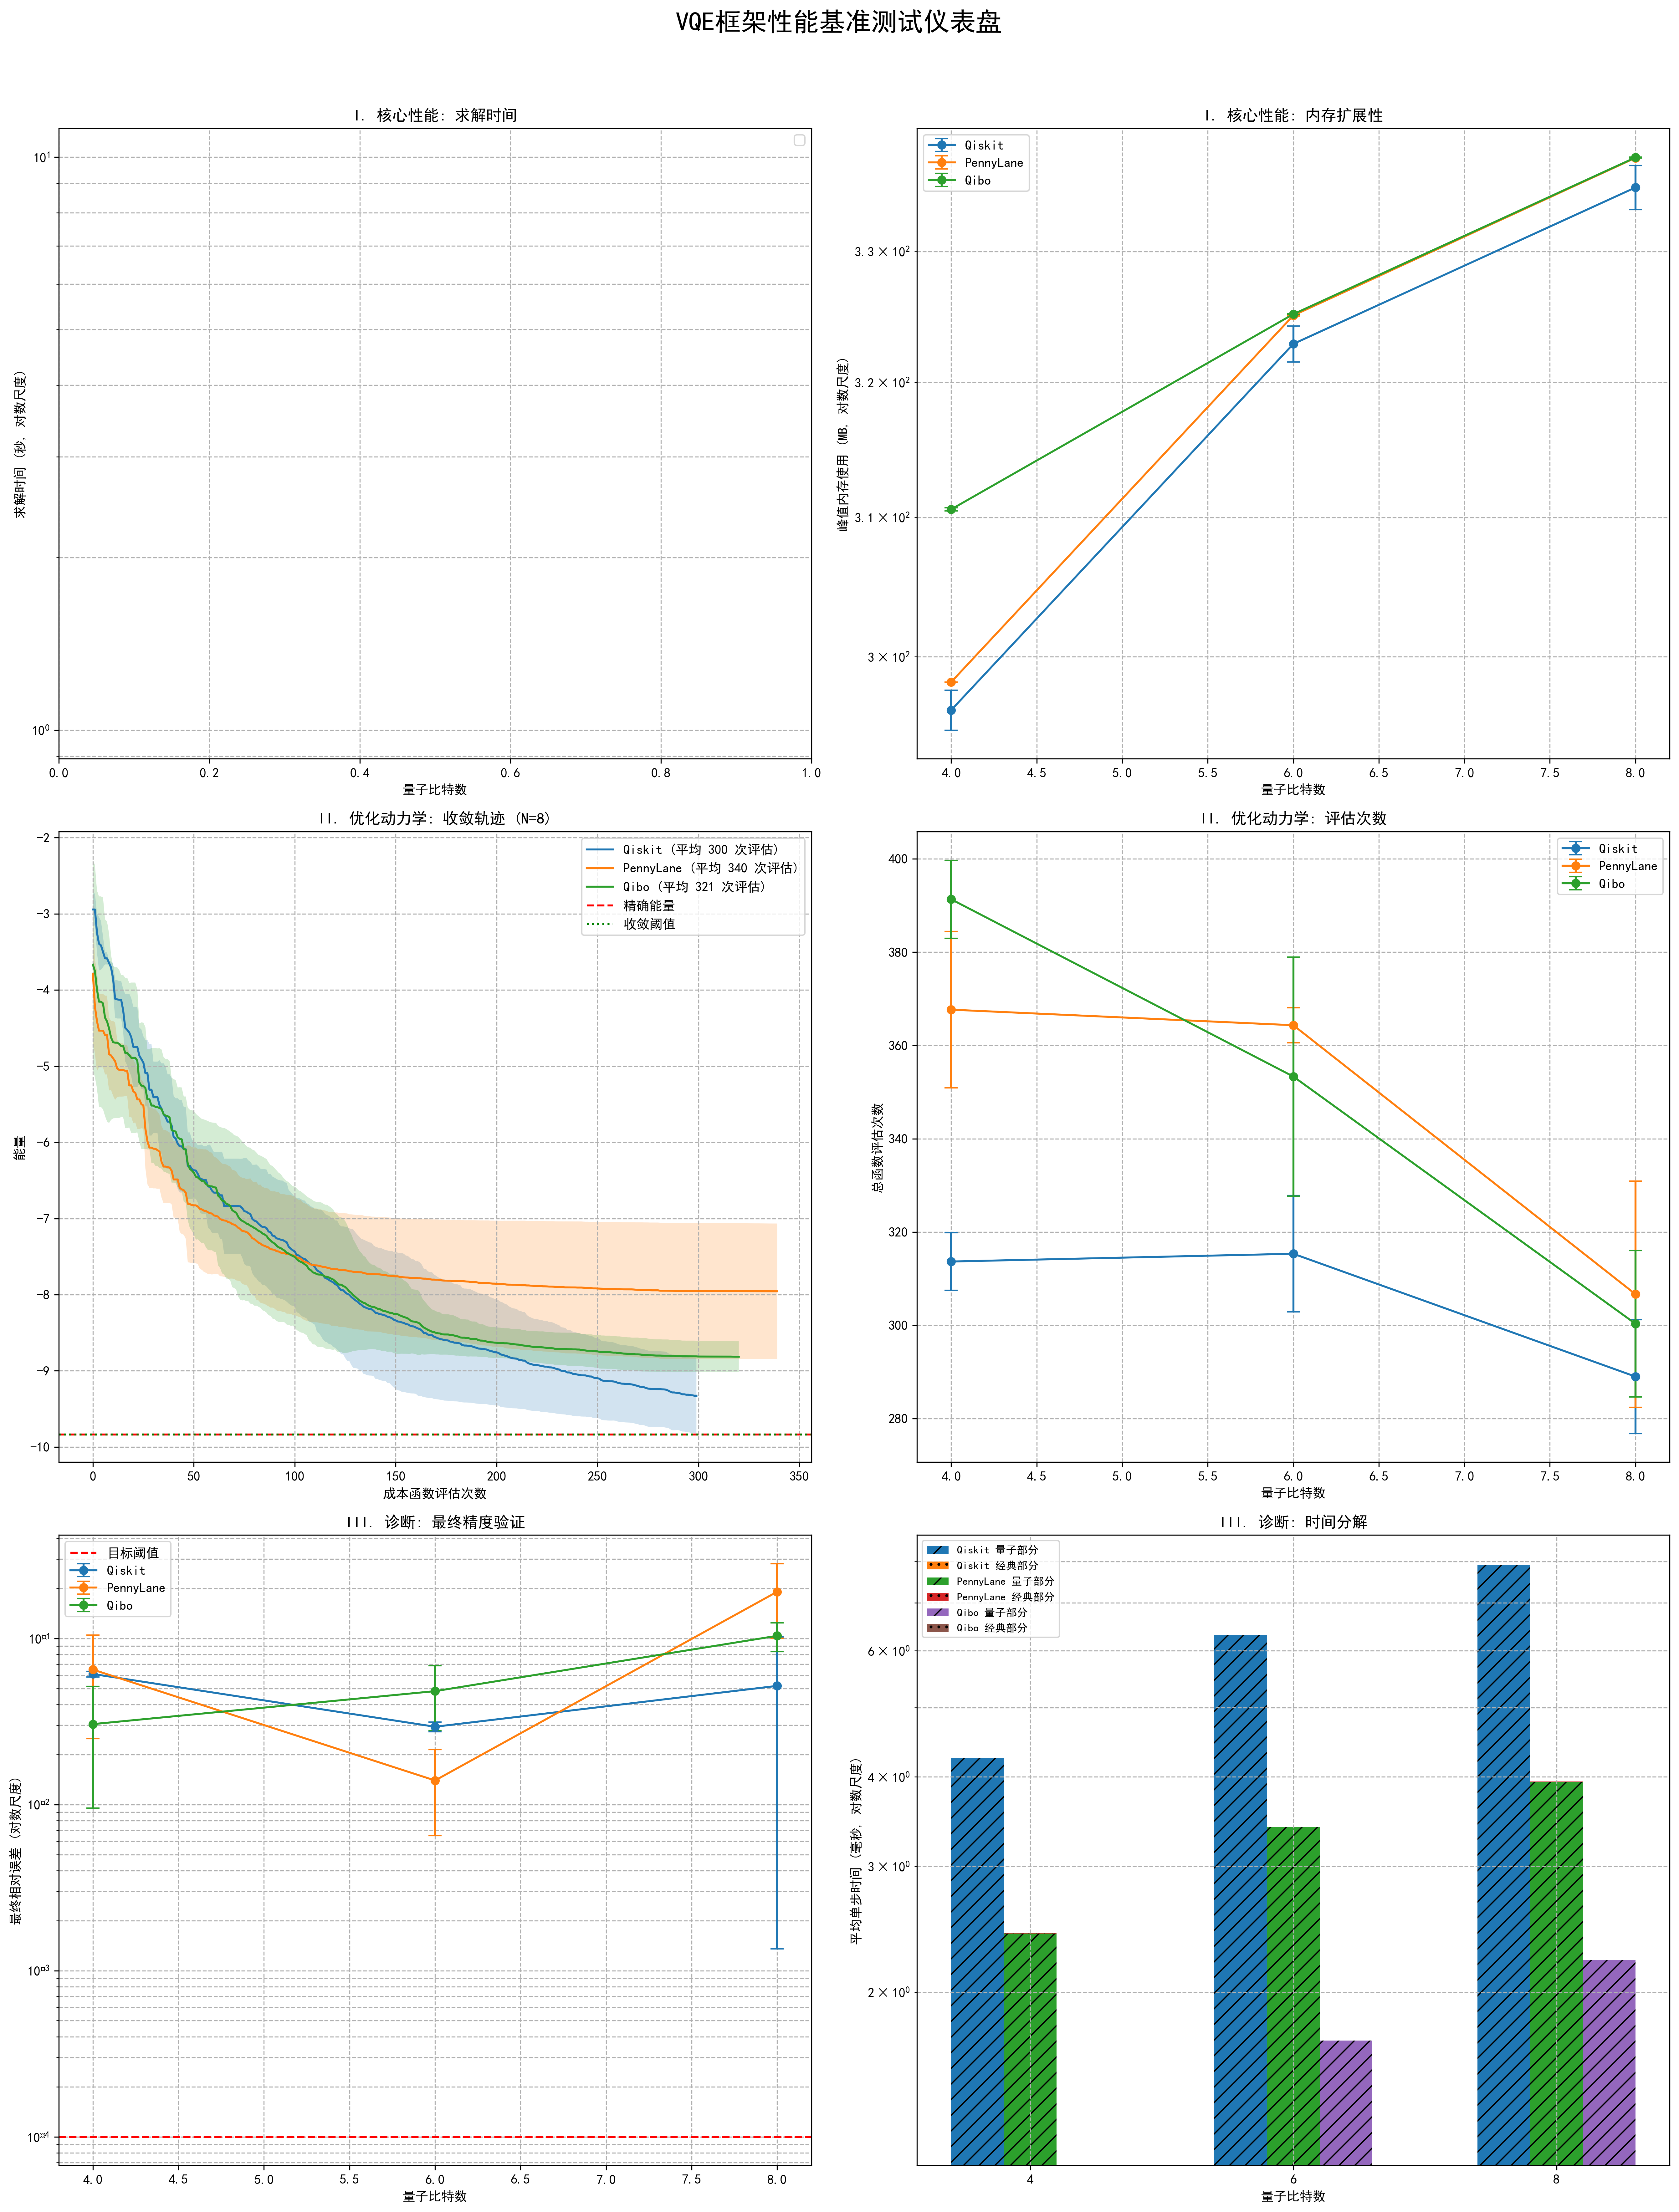 VQE框架性能基准测试仪表盘
I. 核心性能: 求解时间
10¹
10⁰
求解时间 (秒, 对数尺度)
0.0 0.2 0.4 0.6 0.8 1.0
量子比特数
I. 核心性能: 内存扩展性
Qiskit
PennyLane
Qibo
3.3 × 10²
3.2 × 10²
3.1 × 10²
3 × 10²
峰值内存使用 (MB, 对数尺度)
4.0 4.5 5.0 5.5 6.0 6.5 7.0 7.5 8.0
量子比特数
II. 优化动力学: 收敛轨迹 (N=8)
Qiskit (平均 300 次评估)
PennyLane (平均 340 次评估)
Qibo (平均 321 次评估)
精确能量
收敛阈值
−2
−3
−4
−5
−6
−7
−8
−9
−10
能量
0 50 100 150 200 250 300 350
成本函数评估次数
II. 优化动力学: 评估次数
Qiskit
PennyLane
Qibo
400
380
360
340
320
300
280
总函数评估次数
4.0 4.5 5.0 5.5 6.0 6.5 7.0 7.5 8.0
量子比特数
III. 诊断: 最终精度验证
目标阈值
Qiskit
PennyLane
Qibo
10¤1
10¤2
10¤3
10¤4
最终相对误差 (对数尺度)
4.0 4.5 5.0 5.5 6.0 6.5 7.0 7.5 8.0
量子比特数
III. 诊断: 时间分解
Qiskit 量子部分
Qiskit 经典部分
PennyLane 量子部分
PennyLane 经典部分
Qibo 量子部分
Qibo 经典部分
6 × 10⁰
4 × 10⁰
3 × 10⁰
2 × 10⁰
平均单步时间 (毫秒, 对数尺度)
4 6 8
量子比特数